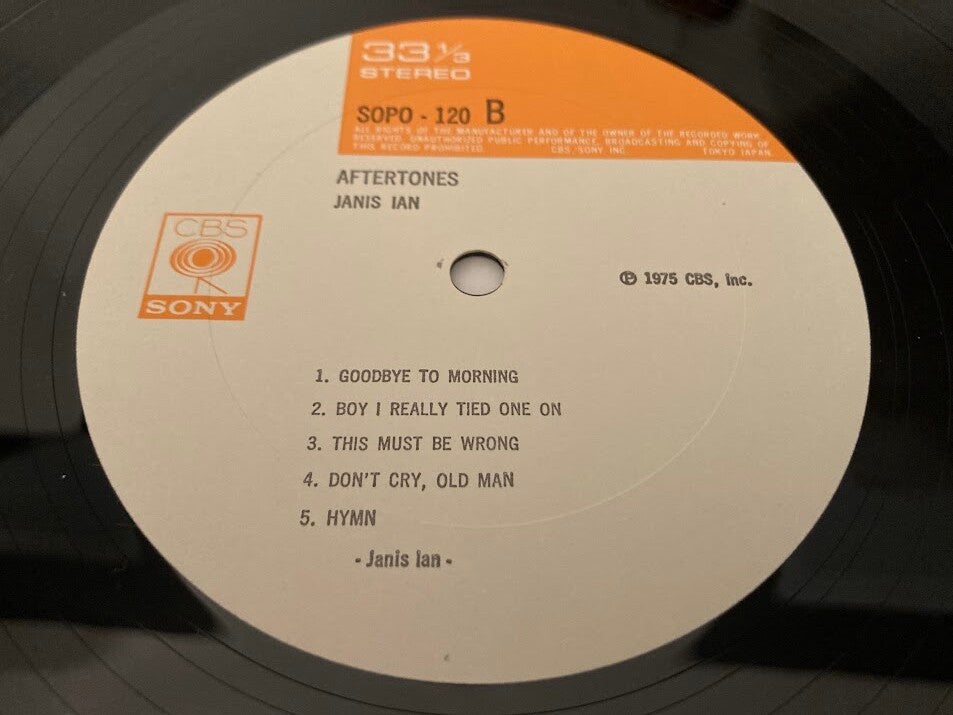 33 1/3
STEREO
SOPO - 120 B
ALL RIGHTS OF THE MANUFACTURER AND OF THE OWNER OF THE RECORDED WORK
RESERVED. UNAUTHORIZED PUBLIC PERFORMANCE, BROADCASTING AND COPYING OF
THIS RECORD PROHIBITED. CBS/SONY INC. TOKYO JAPAN.
AFTERTONES
JANIS IAN
CBS
SONY
℗ 1975 CBS, Inc.
1. GOODBYE TO MORNING
2. BOY I REALLY TIED ONE ON
3. THIS MUST BE WRONG
4. DON'T CRY, OLD MAN
5. HYMN
- Janis Ian -